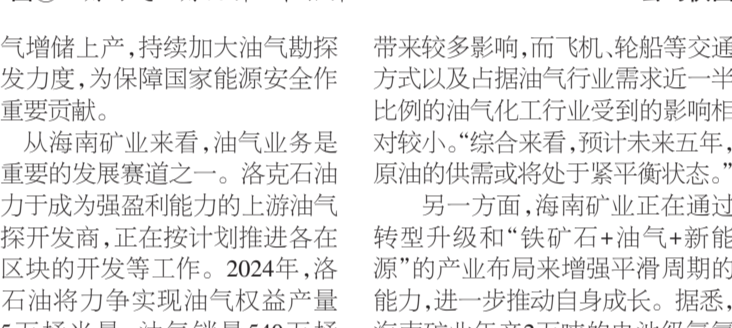 气增储上产，持续加大油气勘探
发力度，为保障国家能源安全作
重要贡献。
从海南矿业来看，油气业务是
重要的发展赛道之一。洛克石油
力于成为强盈利能力的上游油气
探开发商，正在按计划推进各在
区块的开发等工作。2024年，洛
石油将力争实现油气权益产量
带来较多影响，而飞机、轮船等交通
方式以及占据油气行业需求近一半
比例的油气化工行业受到的影响相
对较小。“综合来看，预计未来五年，
原油的供需或将处于紧平衡状态。”
另一方面，海南矿业正在通过
转型升级和“铁矿石+油气+新能
源”的产业布局来增强平滑周期的
能力，进一步推动自身成长。据悉，